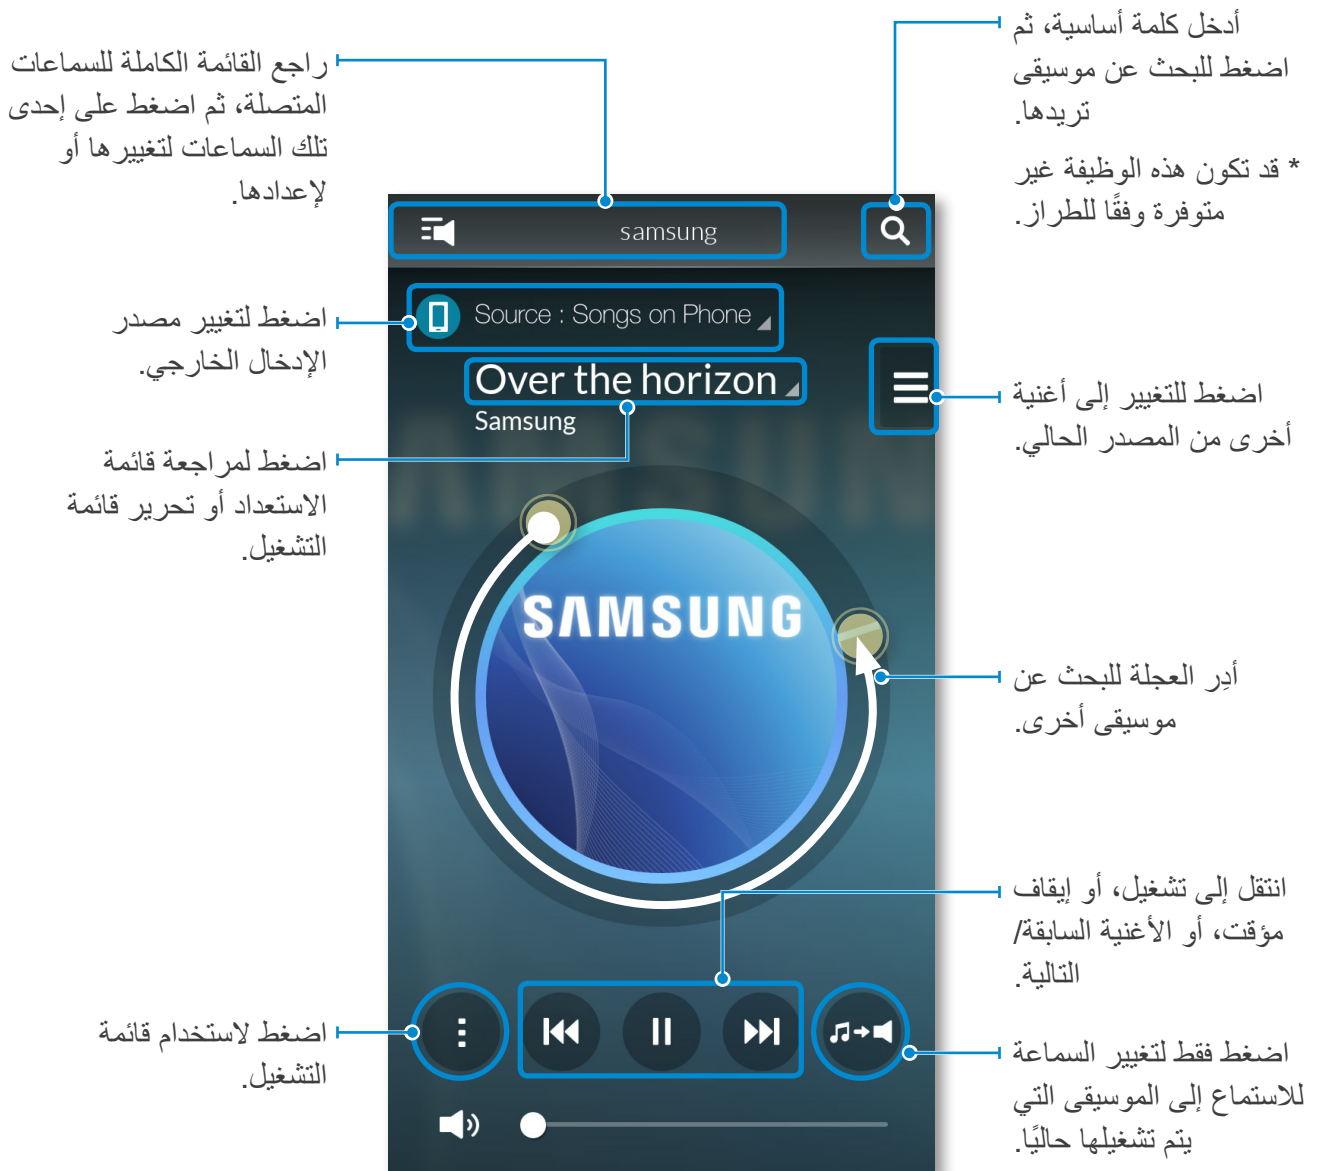 أدخل كلمة أساسية، ثم
اضغط للبحث عن موسيقى
تريدها.
* قد تكون هذه الوظيفة غير
متوفرة وفقًا للطراز.
راجع القائمة الكاملة للسماعات
المتصلة، ثم اضغط على إحدى
تلك السماعات لتغييرها أو
لإعدادها.
samsung
اضغط لتغيير مصدر
الإدخال الخارجي.
Source : Songs on Phone
Over the horizon
Samsung
اضغط للتغيير إلى أغنية
أخرى من المصدر الحالي.
اضغط لمراجعة قائمة
الاستعداد أو تحرير قائمة
التشغيل.
SAMSUNG
أدِر العجلة للبحث عن
موسيقى أخرى.
انتقل إلى تشغيل، أو إيقاف
مؤقت، أو الأغنية السابقة/
التالية.
اضغط لاستخدام قائمة
التشغيل.
اضغط فقط لتغيير السماعة
للاستماع إلى الموسيقى التي
يتم تشغيلها حاليًا.